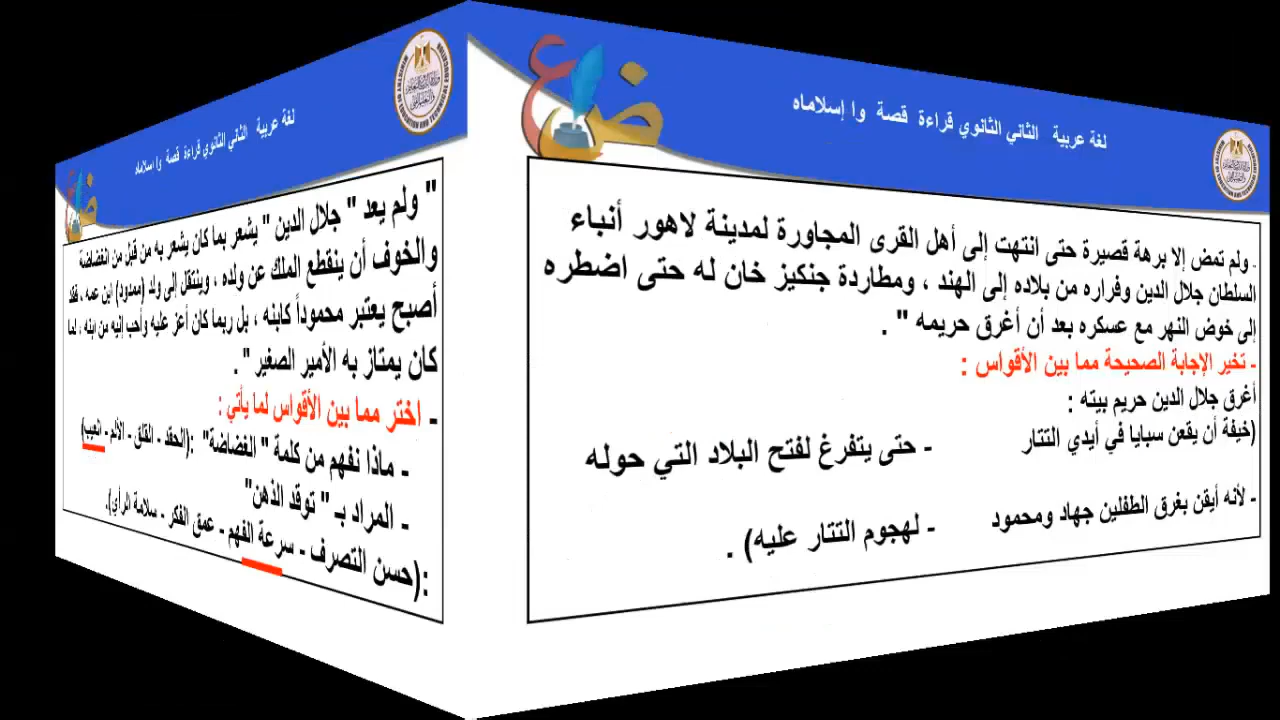 لغة عربية الثاني الثانوي قراءة قصة وا إسلاماه
- ولم تمض إلا برهة قصيرة حتى انتهت إلى أهل القرى المجاورة لمدينة لاهور أنباء
السلطان جلال الدين وفراره من بلاده إلى الهند ، ومطاردة جنكيز خان له حتى اضطره
إلى خوض النهر مع عسكره بعد أن أغرق حريمه " .
- تخير الإجابة الصحيحة مما بين الأقواس :
أغرق جلال الدين حريم بيته :
(خيفة أن يقعن سبايا في أيدي التتار - حتى يتفرغ لفتح البلاد التي حوله
- لأنه أيقن بغرق الطفلين جهاد ومحمود - لهجوم التتار عليه) .
لغة عربية الثاني الثانوي قراءة قصة وا إسلاماه
" ولم يعد " جلال الدين " يشعر بما كان يشعر به من قبل من الغضاضة
والخوف أن ينقطع الملك عن ولده ، وينتقل إلى ولد (ممدود) ابن عمه ، فقد
أصبح يعتبر محموداً كابنه ، بل ربما كان أعز عليه وأحب إليه من ابنه ، لما
كان يمتاز به الأمير الصغير " .
- اختر مما بين الأقواس لما يأتي :
- ماذا نفهم من كلمة " الغضاضة" :(الحقد - القلق - الألم - العيب)
- المراد بـ " توقد الذهن"
:(حسن التصرف - سرعة الفهم - عمق الفكر - سلامة الرأي).